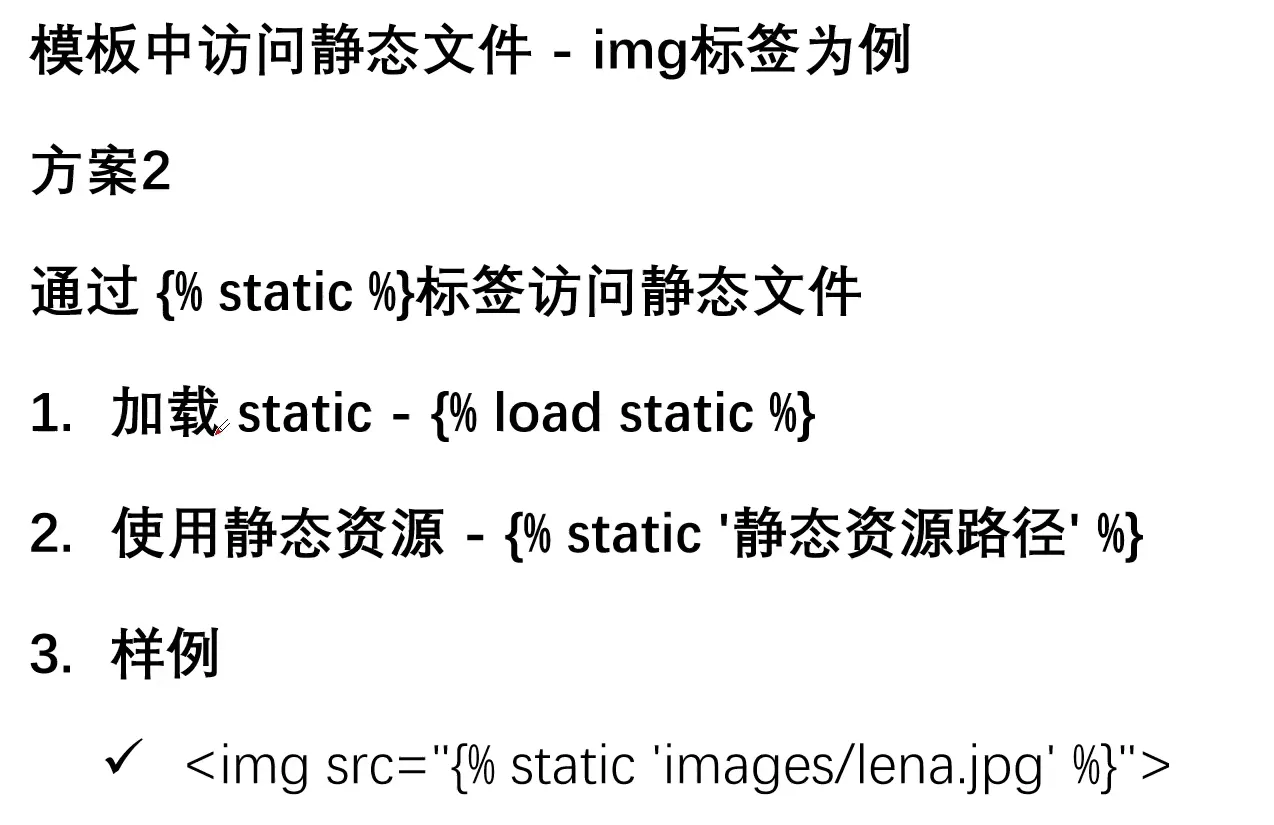 模板中访问静态文件 - img标签为例
方案2
通过 {% static %}标签访问静态文件
1. 加载 static - {% load static %}
2. 使用静态资源 - {% static '静态资源路径' %}
3. 样例
✓ <img src="{% static 'images/lena.jpg' %}">